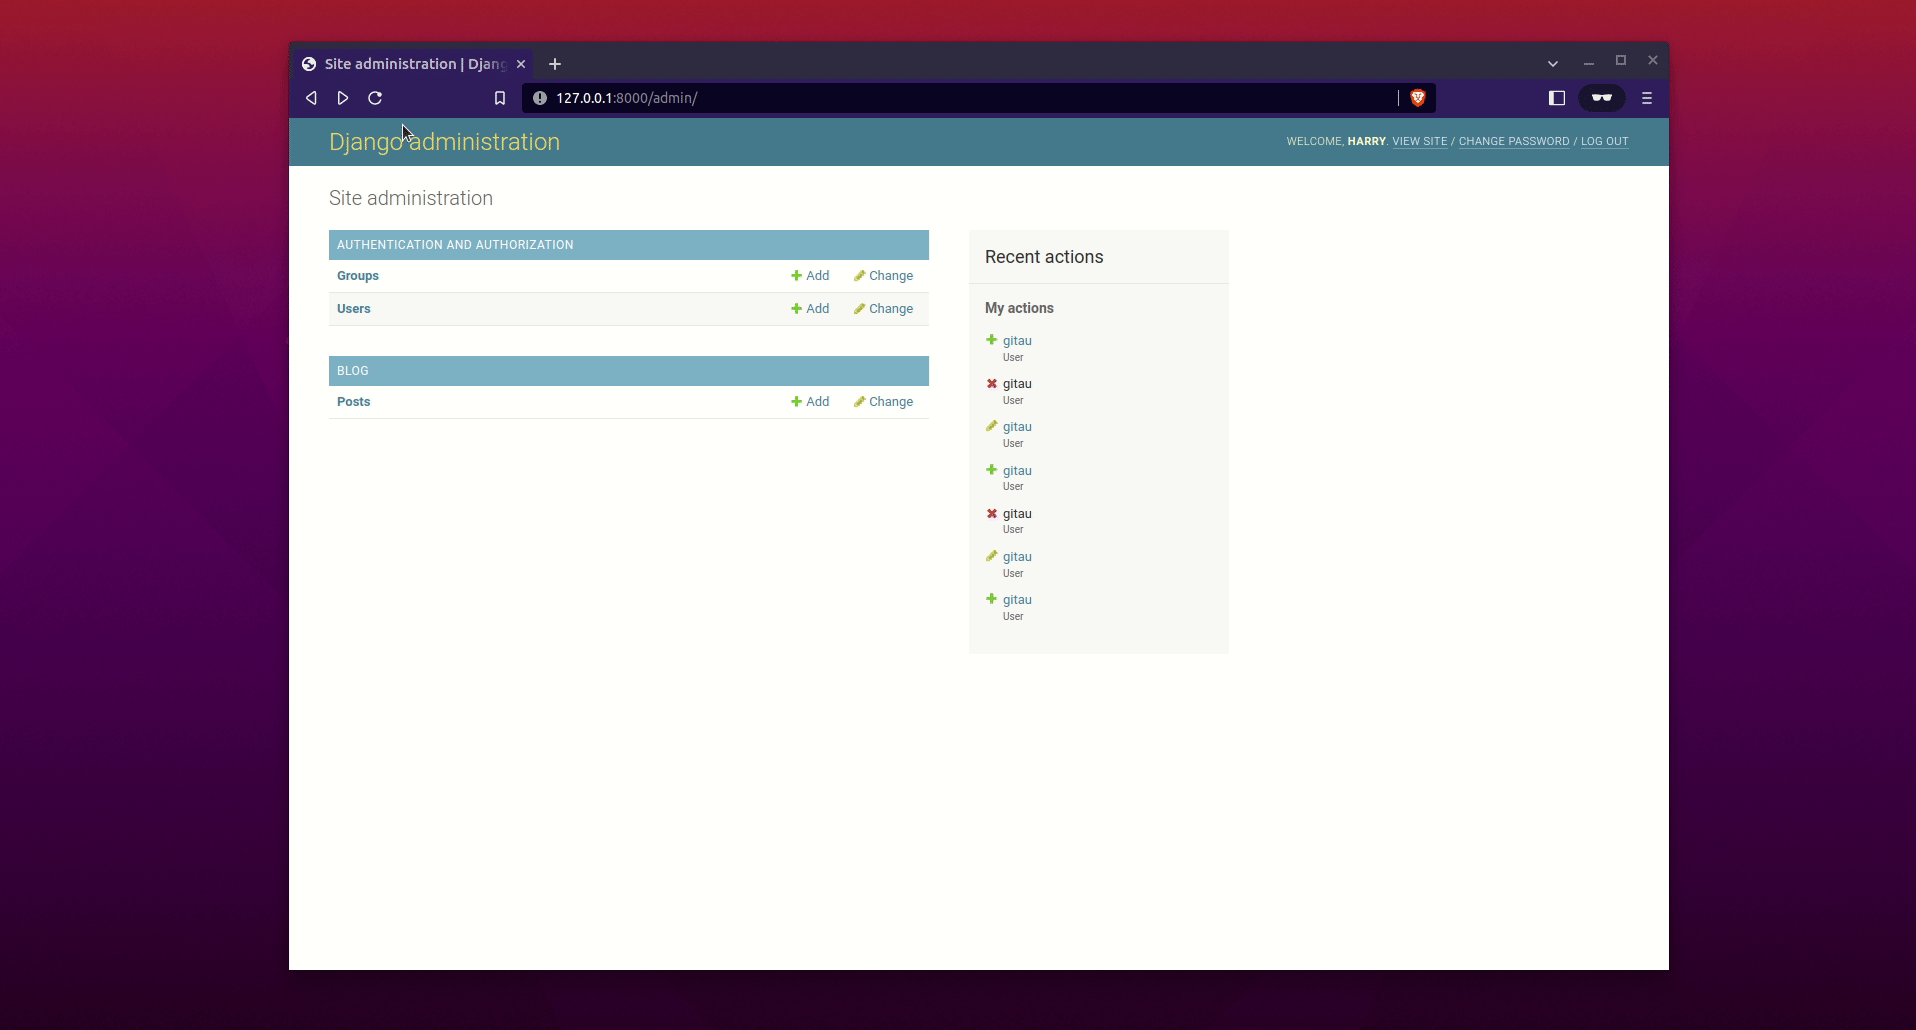 Site administration | Djang
127.0.0.1:8000/admin/
Django administration
WELCOME, HARRY. VIEW SITE / CHANGE PASSWORD / LOG OUT
Site administration
AUTHENTICATION AND AUTHORIZATION
Groups Add Change
Users Add Change
BLOG
Posts Add Change
Recent actions
My actions
gitau
User
gitau
User
gitau
User
gitau
User
gitau
User
gitau
User
gitau
User